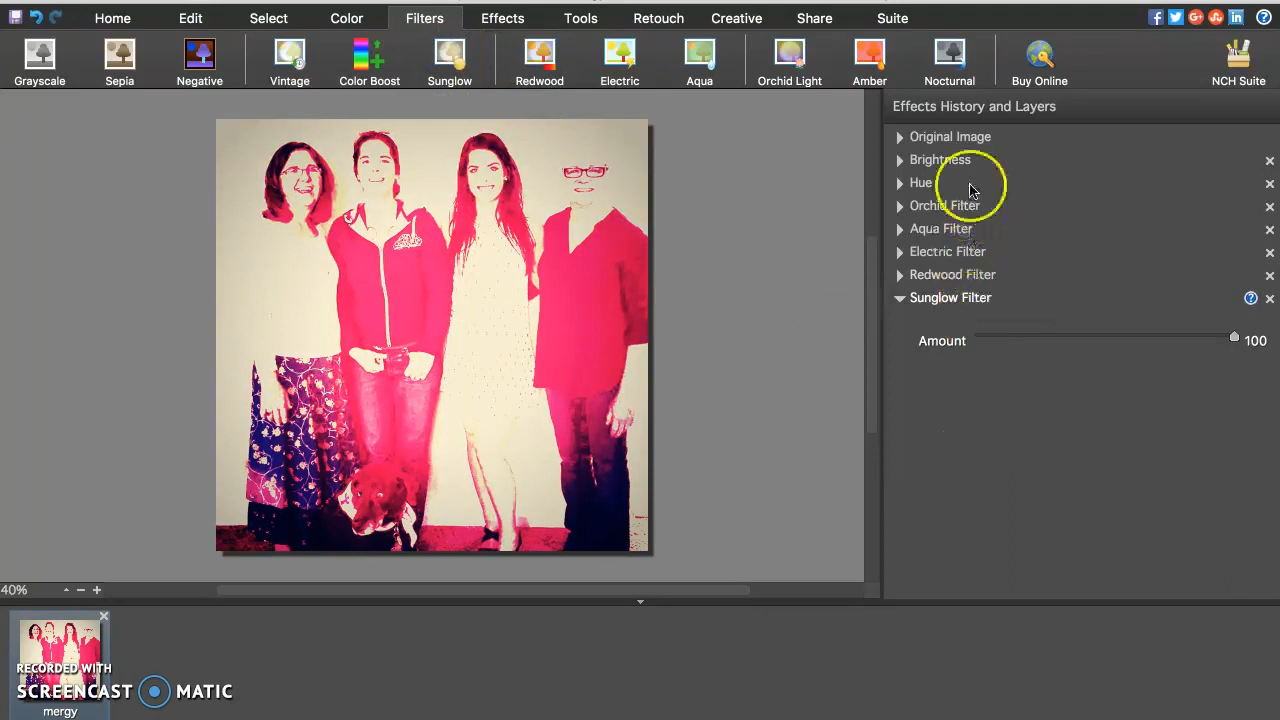 Home Edit Select Color Filters Effects Tools Retouch Creative Share Suite
Grayscale Sepia Negative Vintage Color Boost Sunglow Redwood Electric Aqua Orchid Light Amber Nocturnal Buy Online NCH Suite
Effects History and Layers
Original Image
Brightness
Hue
Orchid Filter
Aqua Filter
Electric Filter
Redwood Filter
Sunglow Filter
Amount 100
40%
RECORDED WITH
SCREENCAST MATIC
mergy